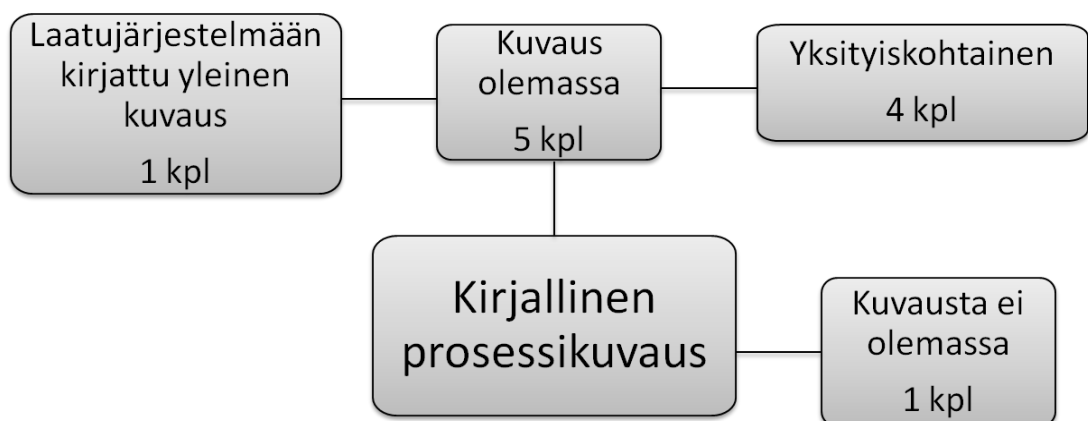 Laatujärjestelmään
kirjattu yleinen
kuvaus
1 kpl
Kuvaus
olemassa
5 kpl
Yksityiskohtainen
4 kpl
Kirjallinen
prosessikuvaus
Kuvausta ei
olemassa
1 kpl